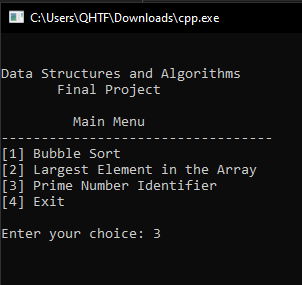 C:\Users\QHTF\Downloads\cpp.exe
Data Structures and Algorithms
Final Project
Main Menu
----------------------------------
[1] Bubble Sort
[2] Largest Element in the Array
[3] Prime Number Identifier
[4] Exit
Enter your choice: 3